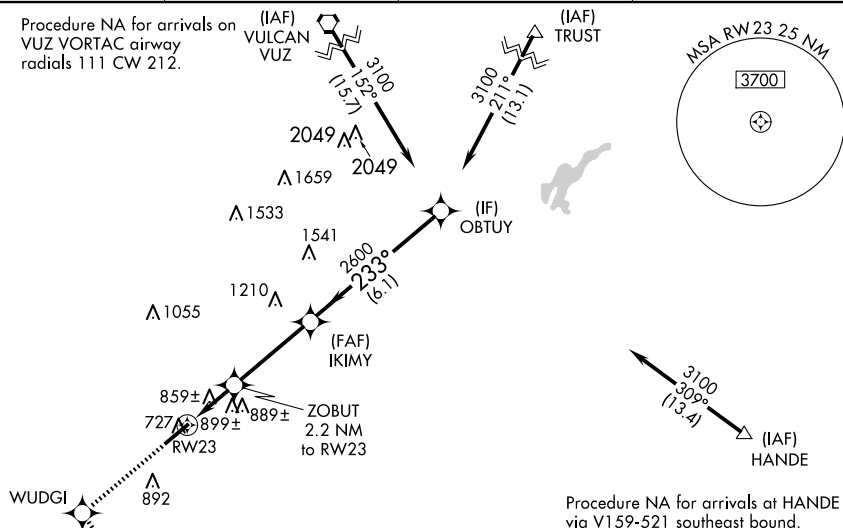 Procedure NA for arrivals on
VUZ VORTAC airway
radials 111 CW 212.
(IAF)
VULCAN
VUZ
3100
152°
(15.7)
(IAF)
TRUST
3100
211°
(13.1)
MSA RW 23 25 NM
3700
2049
2049
1659
1533
1541
(IF)
OBTUY
2600
233°
(6.1)
1210
1055
(FAF)
IKIMY
859±
899±
889±
727
RW23
ZOBUT
2.2 NM
to RW23
892
WUDGI
3100
309°
(13.4)
(IAF)
HANDE
Procedure NA for arrivals at HANDE
via V159-521 southeast bound.